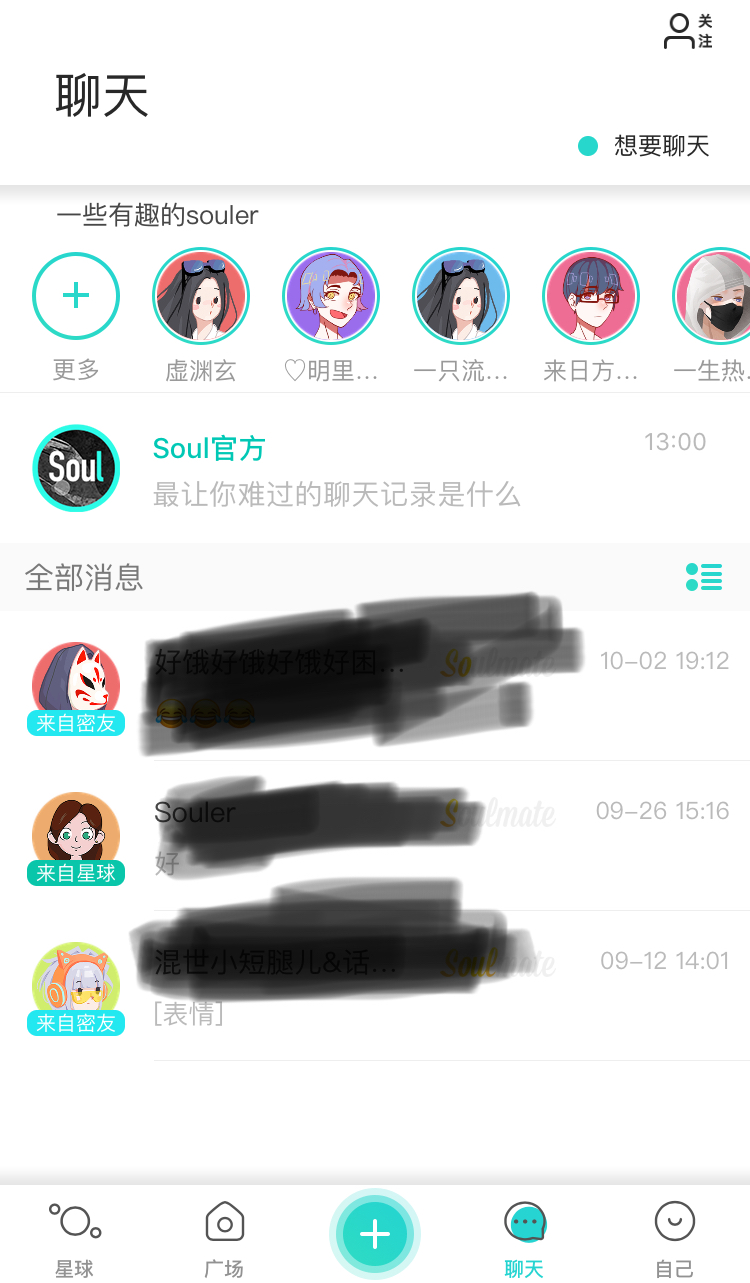 关
注
聊天
想要聊天
一些有趣的souler
更多
虚渊玄
♡明里...
一只流...
来日方...
一生热.
Soul
Soul官方
13:00
最让你难过的聊天记录是什么
全部消息
好饿好饿好饿好困...
Soulmate
10-02 19:12
😂😂😂
来自密友
Souler
Soulmate
09-26 15:16
好
来自星球
混世小短腿儿&话...
Soulmate
09-12 14:01
[表情]
来自密友
星球
广场
聊天
自己